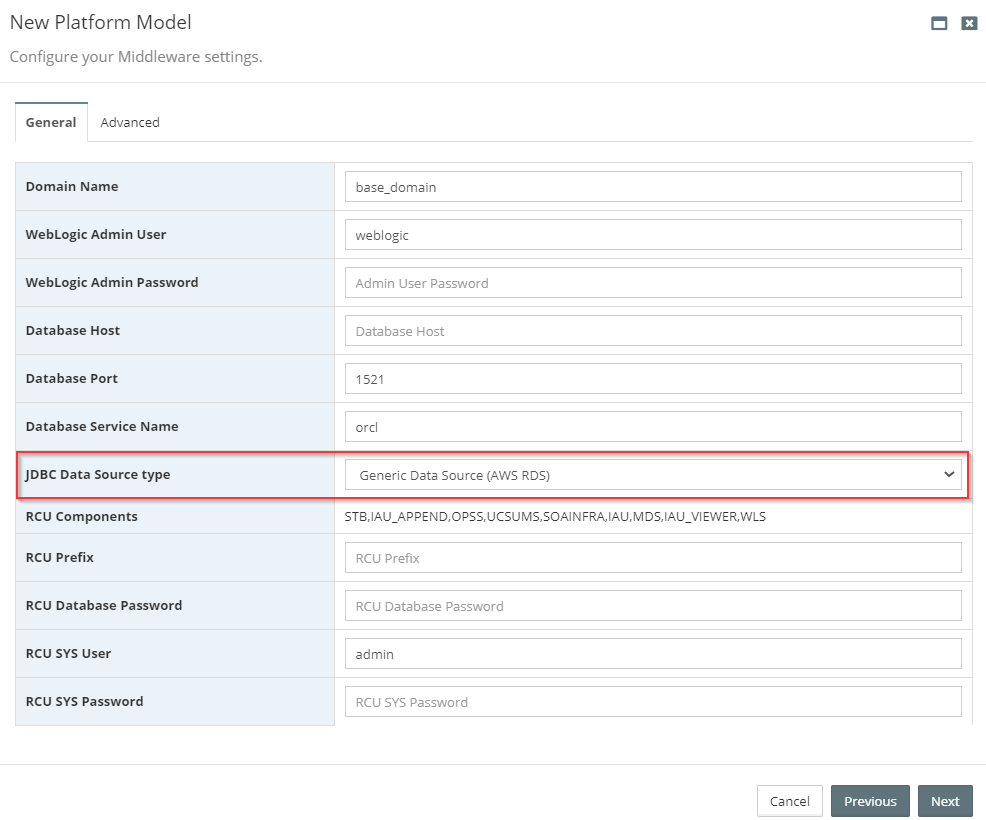 New Platform Model
Configure your Middleware settings.
General Advanced
Domain Name base_domain
WebLogic Admin User weblogic
WebLogic Admin Password Admin User Password
Database Host Database Host
Database Port 1521
Database Service Name orcl
JDBC Data Source type Generic Data Source (AWS RDS)
RCU Components STB,IAU_APPEND,OPSS,UCSUMS,SOAINFRA,IAU,MDS,IAU_VIEWER,WLS
RCU Prefix RCU Prefix
RCU Database Password RCU Database Password
RCU SYS User admin
RCU SYS Password RCU SYS Password
Cancel Previous Next